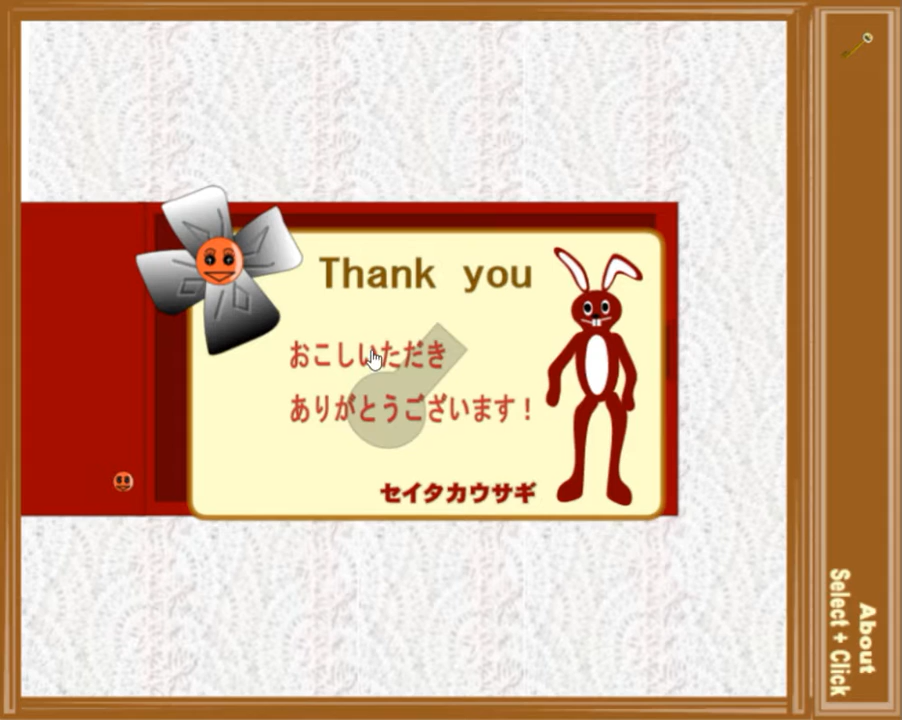 Thank you
おこしいただき
ありがとうございます！
セイタカウサギ
About
Select + Click